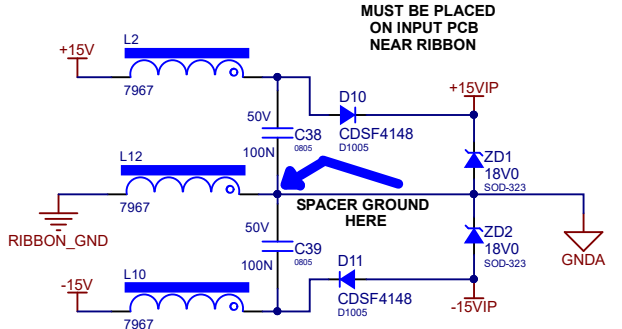 MUST BE PLACED
ON INPUT PCB
NEAR RIBBON
L2
+15V
7967
50V
C38
0805
100N
D10
CDSF4148
D1005
+15VIP
ZD1
18V0
SOD-323
L12
7967
RIBBON_GND
SPACER GROUND
HERE
50V
C39
0805
100N
ZD2
18V0
SOD-323
GNDA
L10
-15V
7967
D11
CDSF4148
D1005
-15VIP